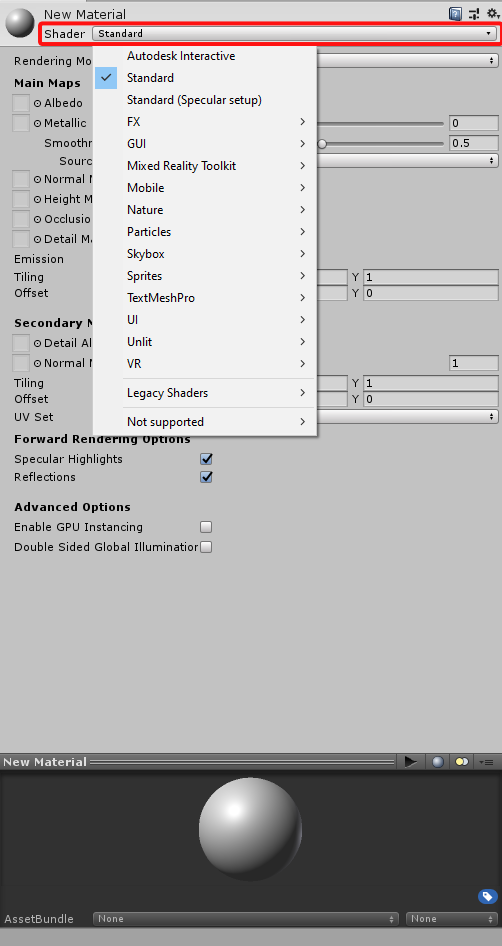 New Material
Shader Standard
Autodesk Interactive
Rendering Mo
Main Maps
Standard
Albedo
Standard (Specular setup)
Metallic
FX
0
Smoothn
GUI
0.5
Sourc
Mixed Reality Toolkit
Normal M
Mobile
Height M
Nature
Occlusio
Particles
Detail Ma
Skybox
Emission
Tiling
Sprites
Y 1
Offset
TextMeshPro
Y 0
UI
Secondary M
Detail Al
Unlit
Normal M
VR
1
Tiling
Y 1
Offset
Legacy Shaders
Y 0
UV Set
Not supported
Forward Rendering Options
Specular Highlights
Reflections
Advanced Options
Enable GPU Instancing
Double Sided Global Illumination
New Material
AssetBundle None None